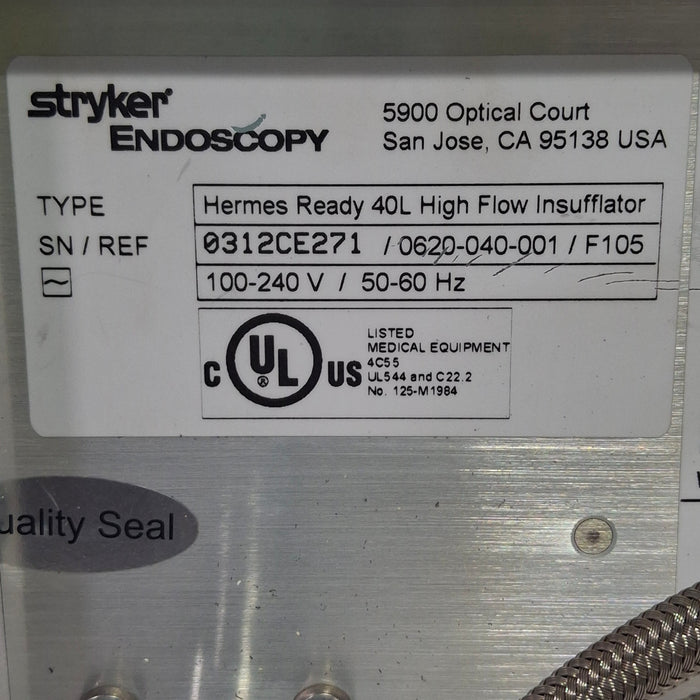 stryker®
ENDOSCOPY
5900 Optical Court
San Jose, CA 95138 USA
TYPE Hermes Ready 40L High Flow Insufflator
SN / REF 0312CE271 / 0620-040-001 / F105
100-240 V / 50-60 Hz
C UL® US
LISTED
MEDICAL EQUIPMENT
4C55
UL544 and C22.2
No. 125-M1984
uality Seal